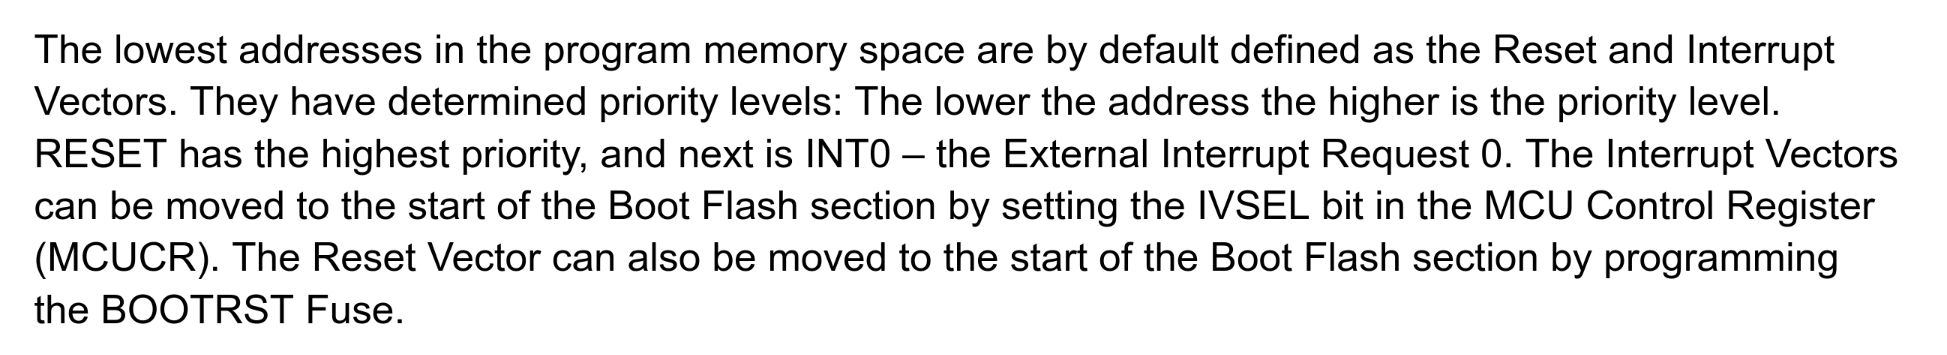 The lowest addresses in the program memory space are by default defined as the Reset and Interrupt
Vectors. They have determined priority levels: The lower the address the higher is the priority level.
RESET has the highest priority, and next is INT0 – the External Interrupt Request 0. The Interrupt Vectors
can be moved to the start of the Boot Flash section by setting the IVSEL bit in the MCU Control Register
(MCUCR). The Reset Vector can also be moved to the start of the Boot Flash section by programming
the BOOTRST Fuse.